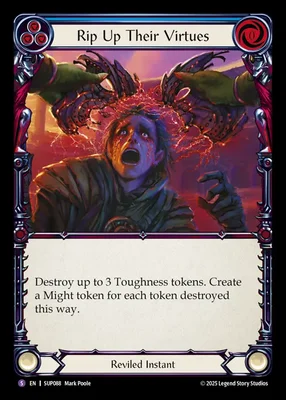 Rip Up Their Virtues
Destroy up to 3 Toughness tokens. Create
a Might token for each token destroyed
this way.
Reviled Instant
S EN | SUP088 Mark Poole
© 2025 Legend Story Studios